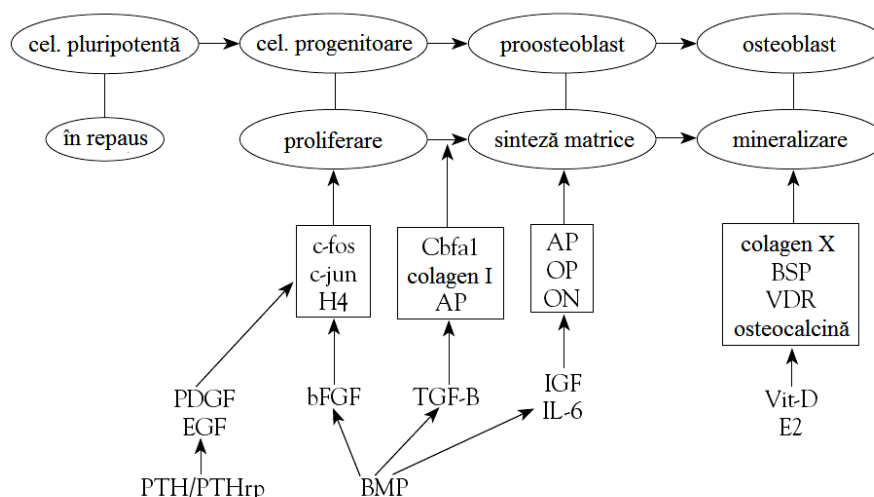 cel. pluripotentă
cel. progenitoare
proosteoblast
osteoblast
în repaus
proliferare
sinteză matrice
mineralizare
c-fos
c-jun
H4
Cbfa1
colagen I
AP
AP
OP
ON
colagen X
BSP
VDR
osteocalcină
PDGF
EGF
bFGF
TGF-B
IGF
IL-6
Vit-D
E2
PTH/PTHrp
BMP